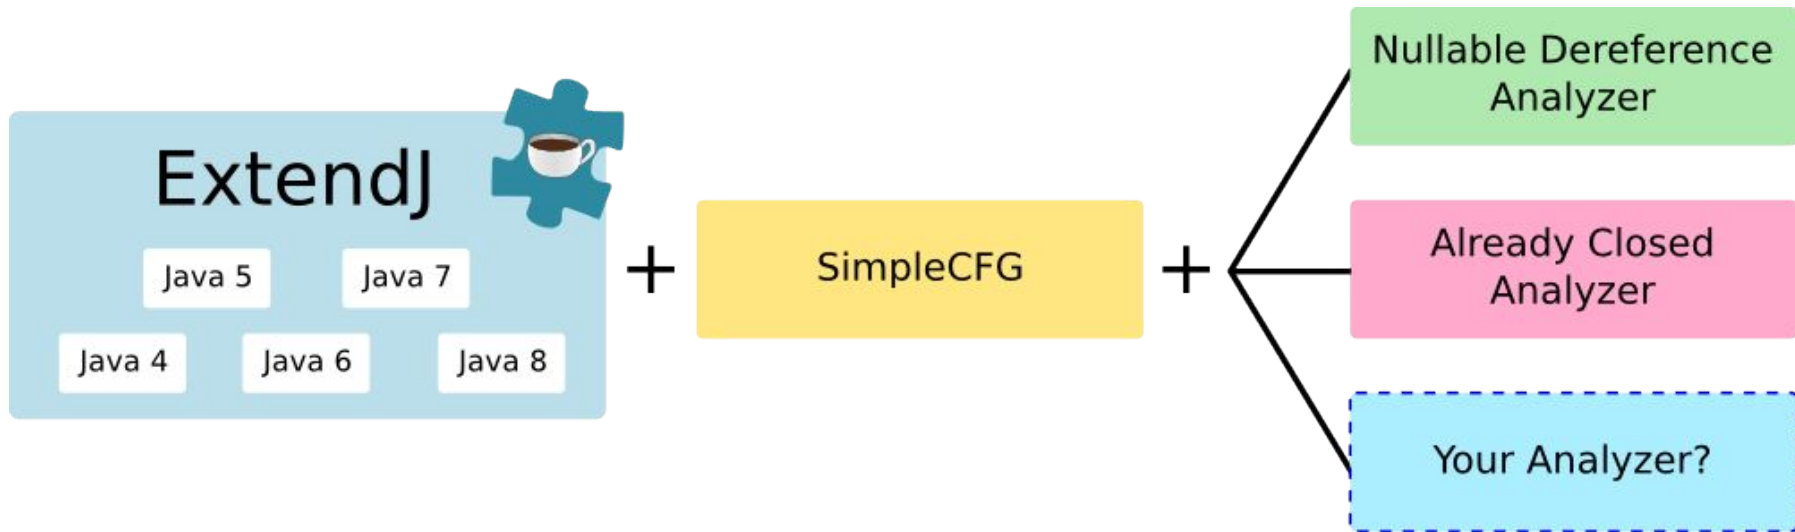 ExtendJ
Java 5
Java 7
Java 4
Java 6
Java 8
+
SimpleCFG
+
Nullable Dereference
Analyzer
Already Closed
Analyzer
Your Analyzer?